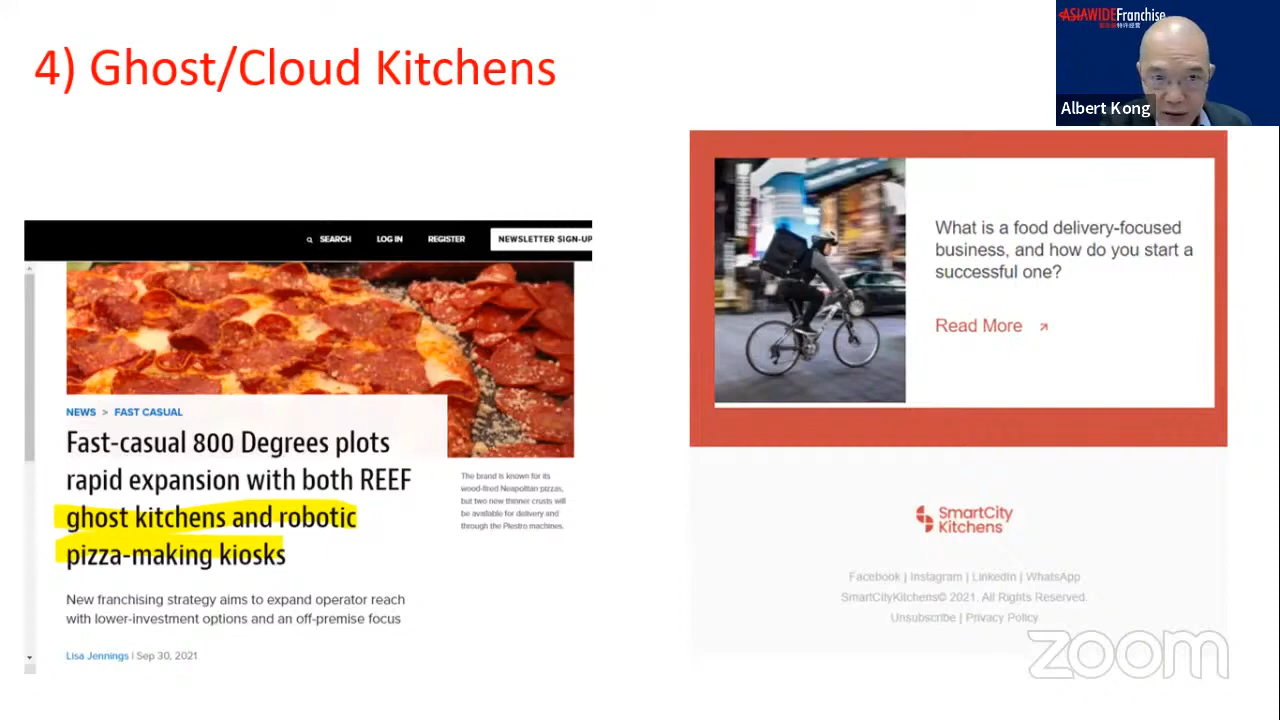 4) Ghost/Cloud Kitchens
ASIAWIDE Franchise
Albert Kong
SEARCH LOG IN REGISTER NEWSLETTER SIGN-UP
NEWS > FAST CASUAL
Fast-casual 800 Degrees plots
rapid expansion with both REEF
ghost kitchens and robotic
pizza-making kiosks
The brand is known for its
wood-fired Neapolitan pizzas,
but two new thinner crusts will
be available for delivery and
through the Piestro machines.
New franchising strategy aims to expand operator reach
with lower-investment options and an off-premise focus
Lisa Jennings | Sep 30, 2021
What is a food delivery-focused
business, and how do you start a
successful one?
Read More
SmartCity
Kitchens
Facebook | Instagram | LinkedIn | WhatsApp
SmartCityKitchens© 2021. All Rights Reserved.
Unsubscribe | Privacy Policy
zoom